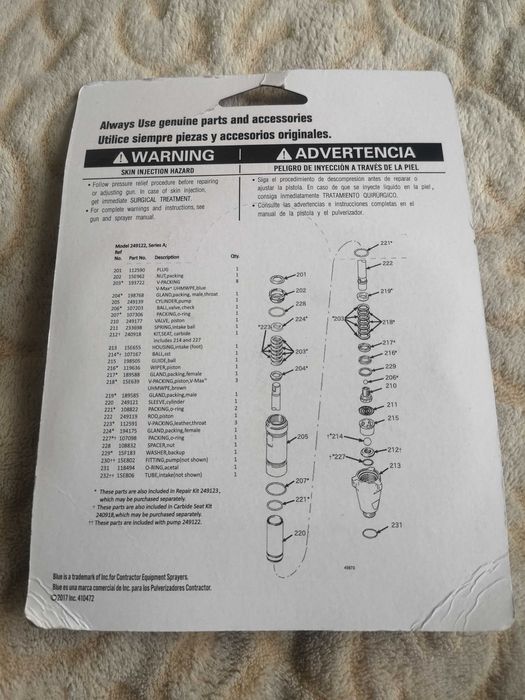 Always Use genuine parts and accessories
Utilice siempre piezas y accesorios originales.
WARNING
ADVERTENCIA
SKIN INJECTION HAZARD
PELIGRO DE INYECCIÓN A TRAVÉS DE LA PIEL
• Follow pressure relief procedure before repairing
or adjusting gun. In case of skin injection,
get immediate SURGICAL TREATMENT.
• For complete warnings and instructions, see
gun and sprayer manual.
• Siga el procedimiento de descompresión antes de reparar o
ajustar la pistola. En caso de que se inyecte liquido en la piel ,
consiga inmediatamente TRATAMIENTO QUIRÚRGICO.
• Consulte las advertencias e instrucciones completas en el
manual de la pistola y el pulverizador.
Model 249122, Series A;
Ref
No. Part No. Description Qty.
201 112590 PLUG 1
202 15E962 NUT,packing 1
203* 193722 V-PACKING 8
V-Max* UHMWPE,blue
204* 198768 GLAND,packing, male,throat 1
205 249139 CYLINDER,pump 1
206* 107203 BALL,valve,check 1
207* 107306 PACKING,o-ring 1
210 249177 VALVE, piston 1
211 233698 SPRING,intake ball 1
212† 240918 KIT,SEAT, carbide 1
includes 214 and 227
213 15E655 HOUSING,intake (foot) 1
214*† 107167 BALL,sst 1
215 198505 GUIDE,ball 1
216* 119636 WIPER,piston 1
217* 189588 GLAND,packing,female 1
218* 15E639 V-PACKING,piston,V-Max* 3
UHMWPE,brown
219* 189585 GLAND,packing,male 1
220 249121 SLEEVE,cylinder 1
221* 108822 PACKING,o-ring 2
222 249119 ROD,piston 1
223* 112591 V-PACKING,leather,throat 3
224* 194175 GLAND,packing,female 1
227*† 107098 PACKING,o-ring 1
228 108832 SPACER,nut 1
229* 15F183 WASHER,backup 1
230†† 15E802 FITTING,pump(not shown) 1
231 118494 O-RING,acetal 1
232†† 15E806 TUBE, intake(not shown) 1
* These parts are also included in Repair Kit 249123,
which may be purchased separately.
† These parts are also included in Carbide Seat Kit
240918,which may be purchased separately.
†† These parts are included with pump 249122.
201
202
228
224*
*223
203*
204*
205
207*
221*
220
221*
222
219*
*203
218*
217*
216*
229
206*
210
211
215
†*214
212†
†*227
213
231
Blue is a trademark of Inc.for Contractor Equipment Sprayers.
Blue es una marca comercial de Inc. para los Pulverizadores Contractor.
©2017 Inc. 410472